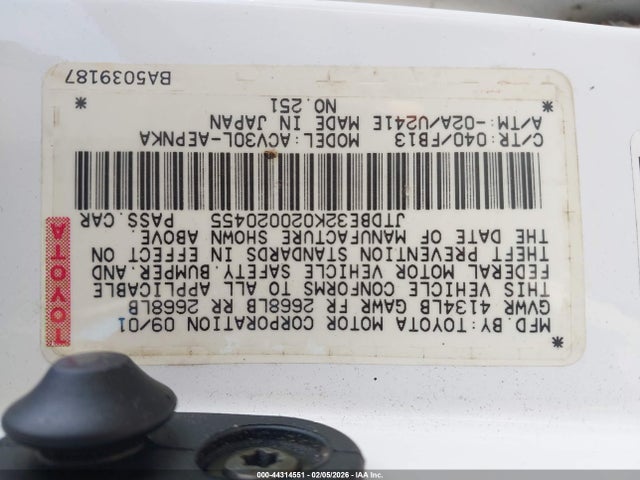 MFD.BY:TOYOTA MOTOR CORPORATION 09/01
GVWR 4134LB GAWR FR 2668LB RR 2668LB
THIS VEHICLE CONFORMS TO ALL APPLICABLE
FEDERAL MOTOR VEHICLE SAFETY,BUMPER,AND
THEFT PREVENTION STANDARDS IN EFFECT ON
THE DATE OF MANUFACTURE SHOWN ABOVE.
JTDBE32K020020455 PASS.CAR
C/TR:040/FB13 MODEL:ACV30L-AEPNKA
A/TM:-02A/U241E MADE IN JAPAN
NO.251
TOYOTA
BA5039187
000-44314551 - 02/05/2026 - Copyright IAA, Inc.